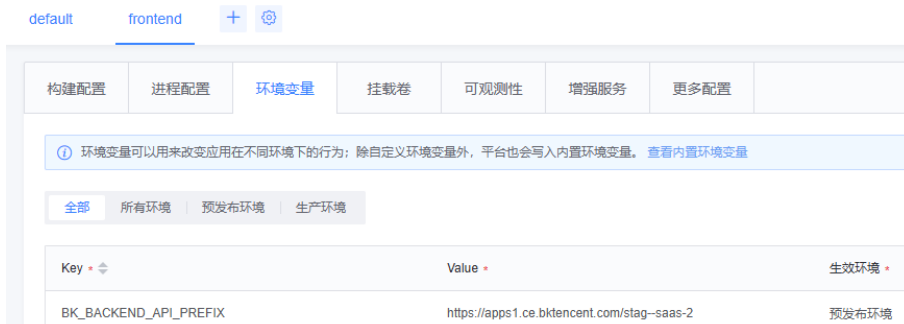 default frontend
构建配置 进程配置 环境变量 挂载卷 可观测性 增强服务 更多配置
环境变量可以用来改变应用在不同环境下的行为；除自定义环境变量外，平台也会写入内置环境变量。 查看内置环境变量
全部 所有环境 预发布环境 生产环境
Key * Value * 生效环境 *
BK_BACKEND_API_PREFIX https://apps1.ce.bktencent.com/stag--saas-2 预发布环境